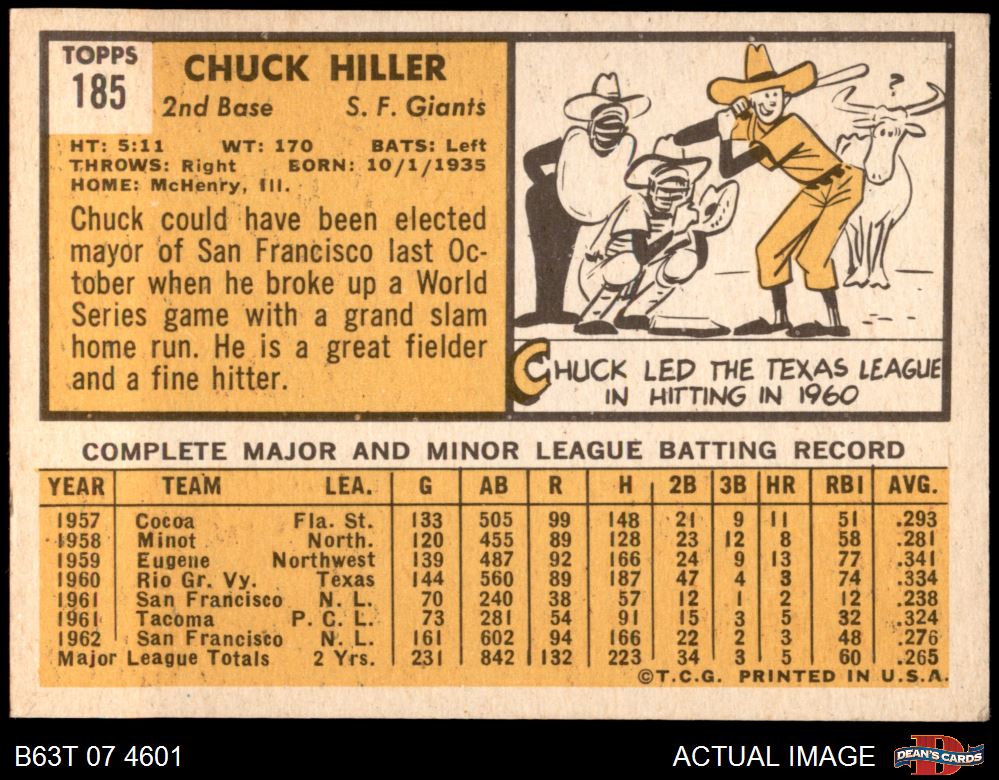 TOPPS
185
CHUCK HILLER
2nd Base S. F. Giants
HT: 5:11 WT: 170 BATS: Left
THROWS: Right BORN: 10/1/1935
HOME: McHenry, Ill.
Chuck could have been elected
mayor of San Francisco last Oc-
tober when he broke up a World
Series game with a grand slam
home run. He is a great fielder
and a fine hitter.
?
CHUCK LED THE TEXAS LEAGUE
IN HITTING IN 1960
COMPLETE MAJOR AND MINOR LEAGUE BATTING RECORD
YEAR TEAM LEA. G AB R H 2B 3B HR RBI AVG.
1957 Cocoa Fla. St. 133 505 99 148 21 9 11 51 .293
1958 Minot North. 120 455 89 128 23 12 8 58 .281
1959 Eugene Northwest 139 487 92 166 24 9 13 77 .341
1960 Rio Gr. Vy. Texas 144 560 89 187 47 4 3 74 .334
1961 San Francisco N. L. 70 240 38 57 12 1 2 12 .238
1961 Tacoma P. C. L. 73 281 54 91 15 3 5 32 .324
1962 San Francisco N. L. 161 602 94 166 22 2 3 48 .276
Major League Totals 2 Yrs. 231 842 132 223 34 3 5 60 .265
©T.C.G. PRINTED IN U.S.A.
B63T 07 4601 ACTUAL IMAGE DEAN'S CARDS